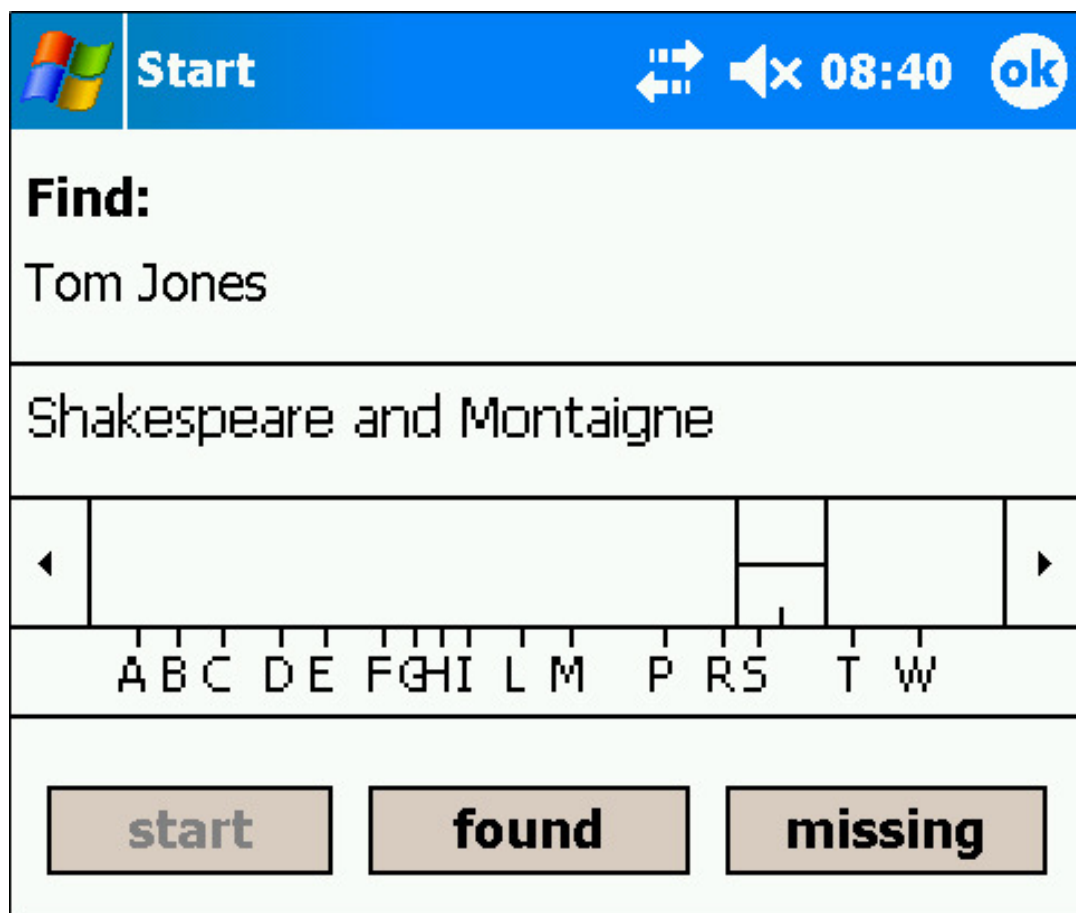 Start 08:40 ok
Find:
Tom Jones
Shakespeare and Montaigne
A B C D E F G H I L M P R S T W
start found missing